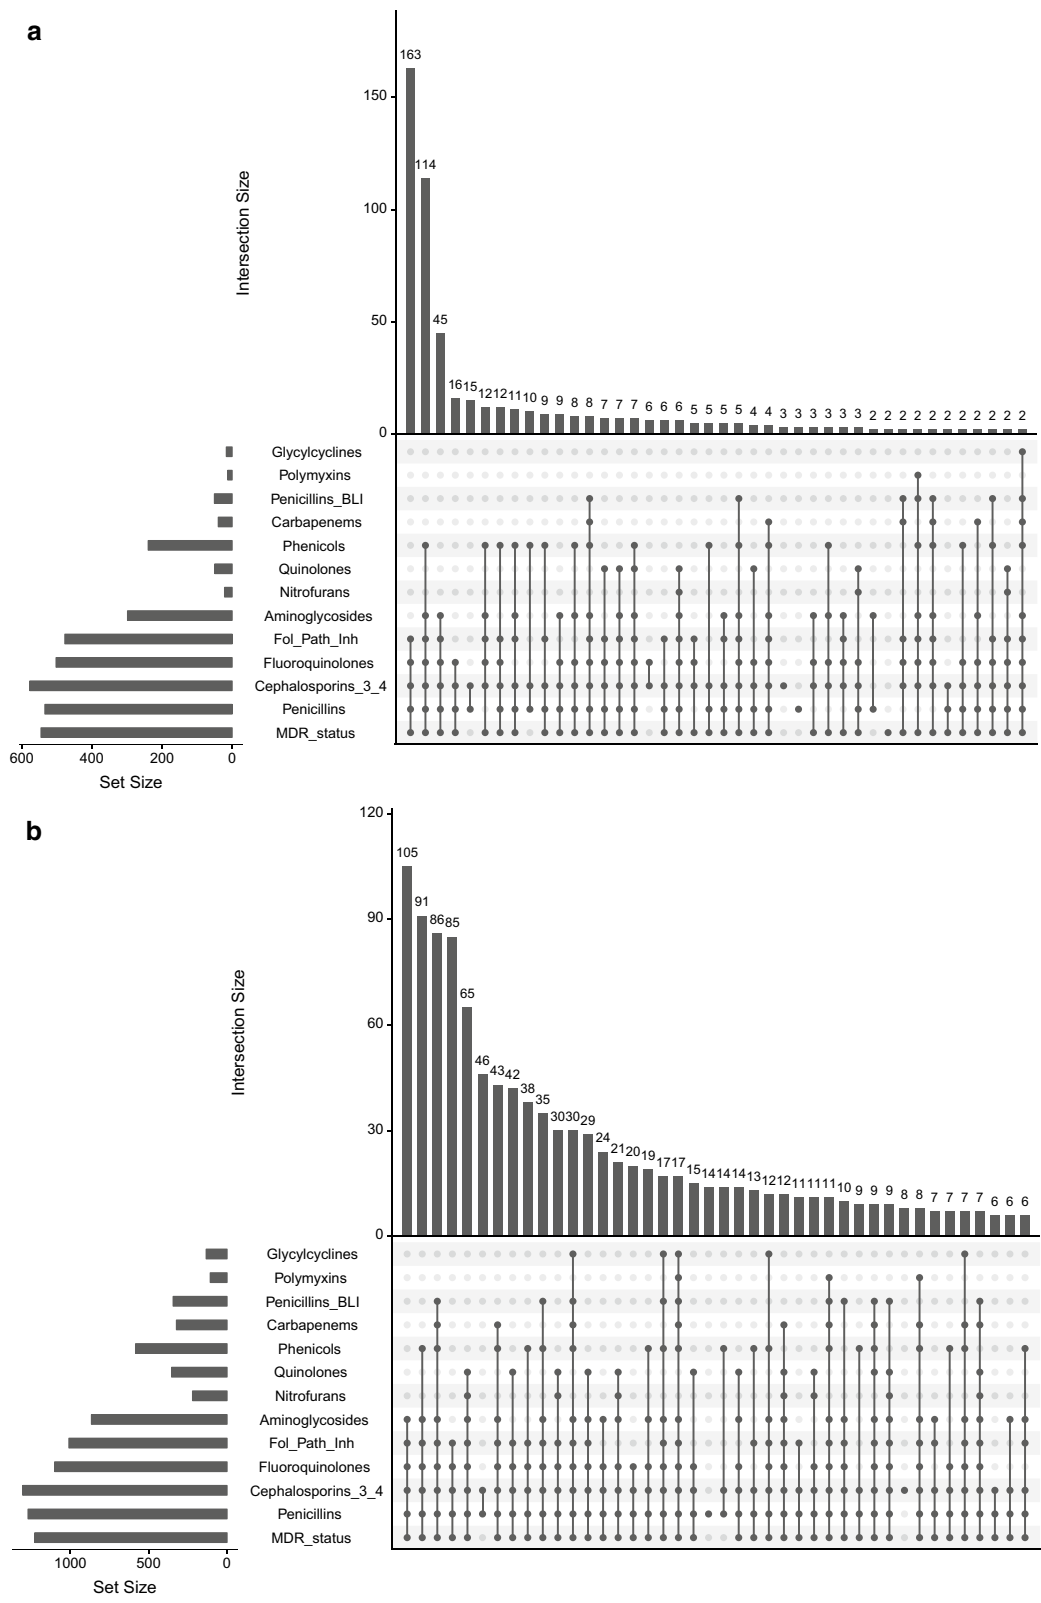 a
163
150
114
100
50
45
16 15 12 12 11 10 9 9 8 8 7 7 7 6 6 6 5 5 5 5 4 4 3 3 3 3 3 3 2 2 2 2 2 2 2 2 2 2 2
0
Intersection Size
Glycylcyclines
Polymyxins
Penicillins_BLI
Carbapenems
Phenicols
Quinolones
Nitrofurans
Aminoglycosides
Fol_Path_Inh
Fluoroquinolones
Cephalosporins_3_4
Penicillins
MDR_status
600 400 200 0
Set Size
b
120
105
91
90
86 85
65
60
46
43 42
38
35
30 30 29
30
24
21 20 19 17 17 15 14 14 14 13 12 12 11 11 11 10 9 9 9 8 8 7 7 7 7 6 6 6
0
Intersection Size
Glycylcyclines
Polymyxins
Penicillins_BLI
Carbapenems
Phenicols
Quinolones
Nitrofurans
Aminoglycosides
Fol_Path_Inh
Fluoroquinolones
Cephalosporins_3_4
Penicillins
MDR_status
1000 500 0
Set Size